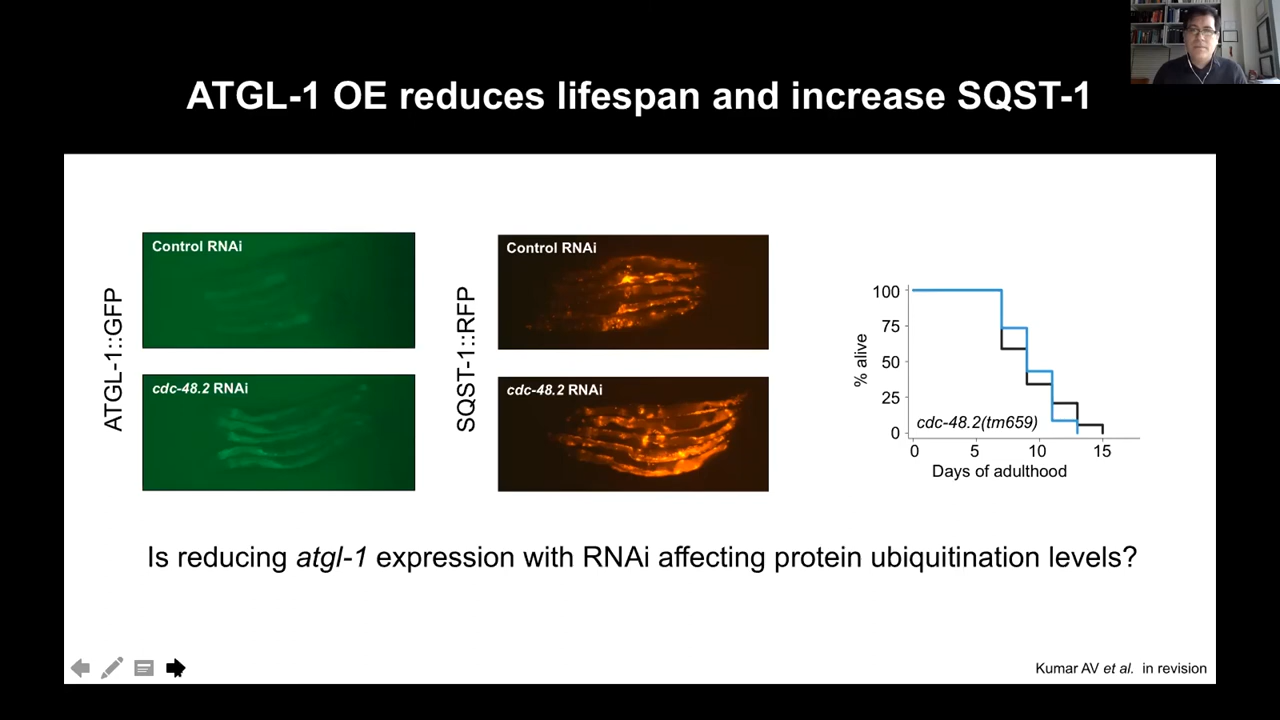 ATGL-1 OE reduces lifespan and increase SQST-1
ATGL-1::GFP
Control RNAi
cdc-48.2 RNAi
SQST-1::RFP
Control RNAi
cdc-48.2 RNAi
% alive
100
75
50
25
0
cdc-48.2(tm659)
0 5 10 15
Days of adulthood
Is reducing atgl-1 expression with RNAi affecting protein ubiquitination levels?
Kumar AV et al. in revision